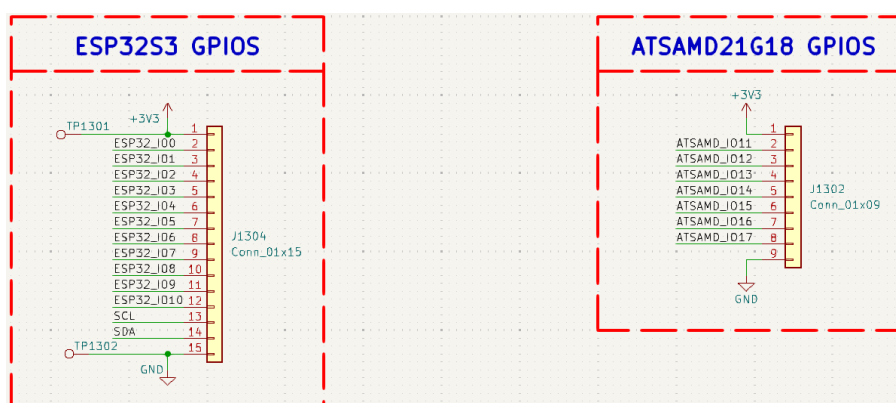 ESP32S3 GPIOS
TP1301
+3V3
1
ESP32_IO0 2
ESP32_IO1 3
ESP32_IO2 4
ESP32_IO3 5
ESP32_IO4 6
ESP32_IO5 7
ESP32_IO6 8
ESP32_IO7 9
ESP32_IO8 10
ESP32_IO9 11
ESP32_IO10 12
SCL 13
SDA 14
15
J1304
Conn_01x15
TP1302
GND
ATSAMD21G18 GPIOS
+3V3
1
ATSAMD_IO11 2
ATSAMD_IO12 3
ATSAMD_IO13 4
ATSAMD_IO14 5
ATSAMD_IO15 6
ATSAMD_IO16 7
ATSAMD_IO17 8
9
J1302
Conn_01x09
GND